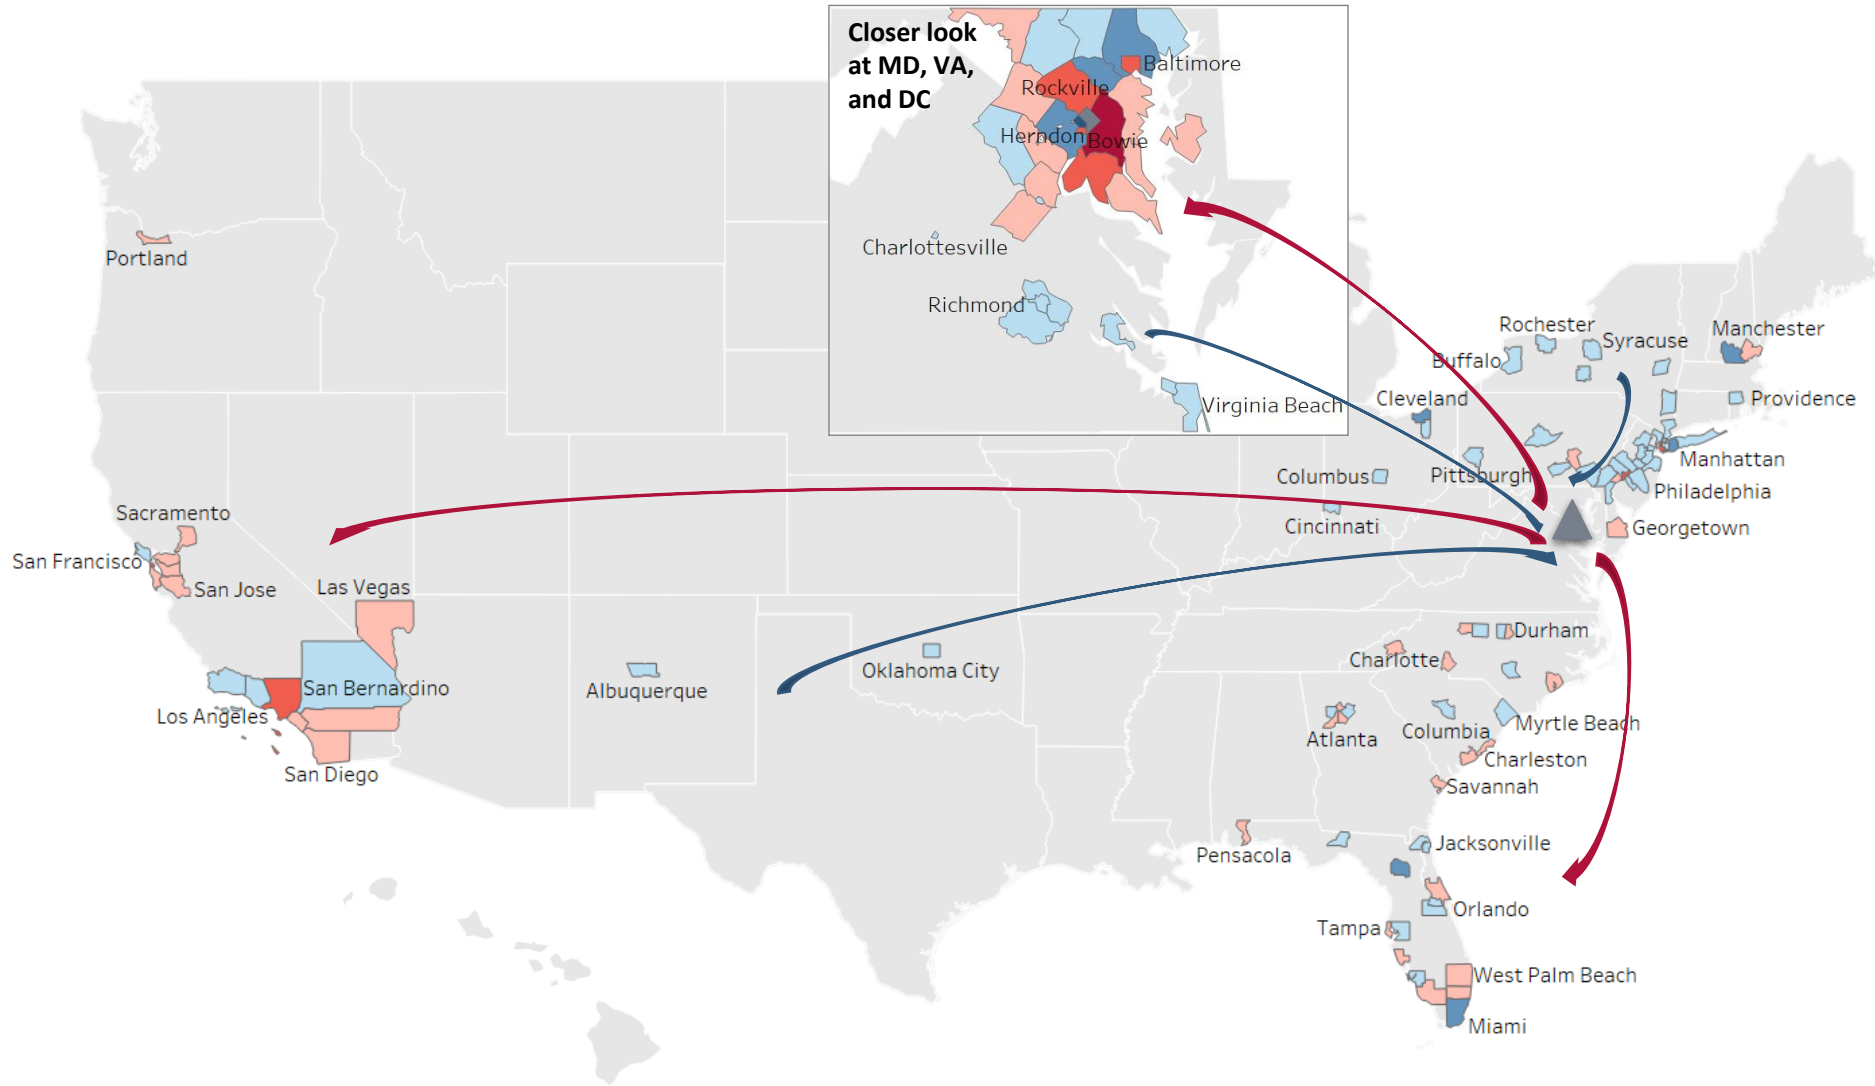 Closer look
at MD, VA,
and DC
Baltimore
Rockville
Herndon
Bowie
Charlottesville
Richmond
Virginia Beach
Portland
Rochester
Syracuse
Manchester
Buffalo
Cleveland
Providence
Manhattan
Columbus
Pittsburgh
Philadelphia
Cincinnati
Georgetown
Sacramento
San Francisco
San Jose
Las Vegas
Durham
Charlotte
Oklahoma City
Albuquerque
San Bernardino
Los Angeles
San Diego
Atlanta
Columbia
Myrtle Beach
Charleston
Savannah
Jacksonville
Pensacola
Orlando
Tampa
West Palm Beach
Miami